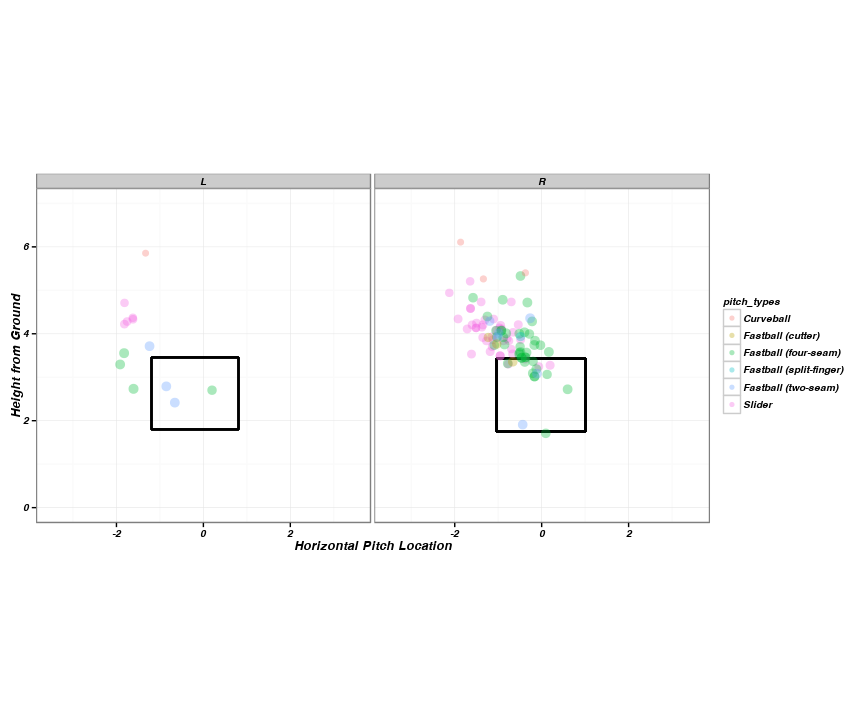 L
R
6
4
2
0
-2
0
2
-2
0
2
Horizontal Pitch Location
Height from Ground
pitch_types
Curveball
Fastball (cutter)
Fastball (four-seam)
Fastball (split-finger)
Fastball (two-seam)
Slider